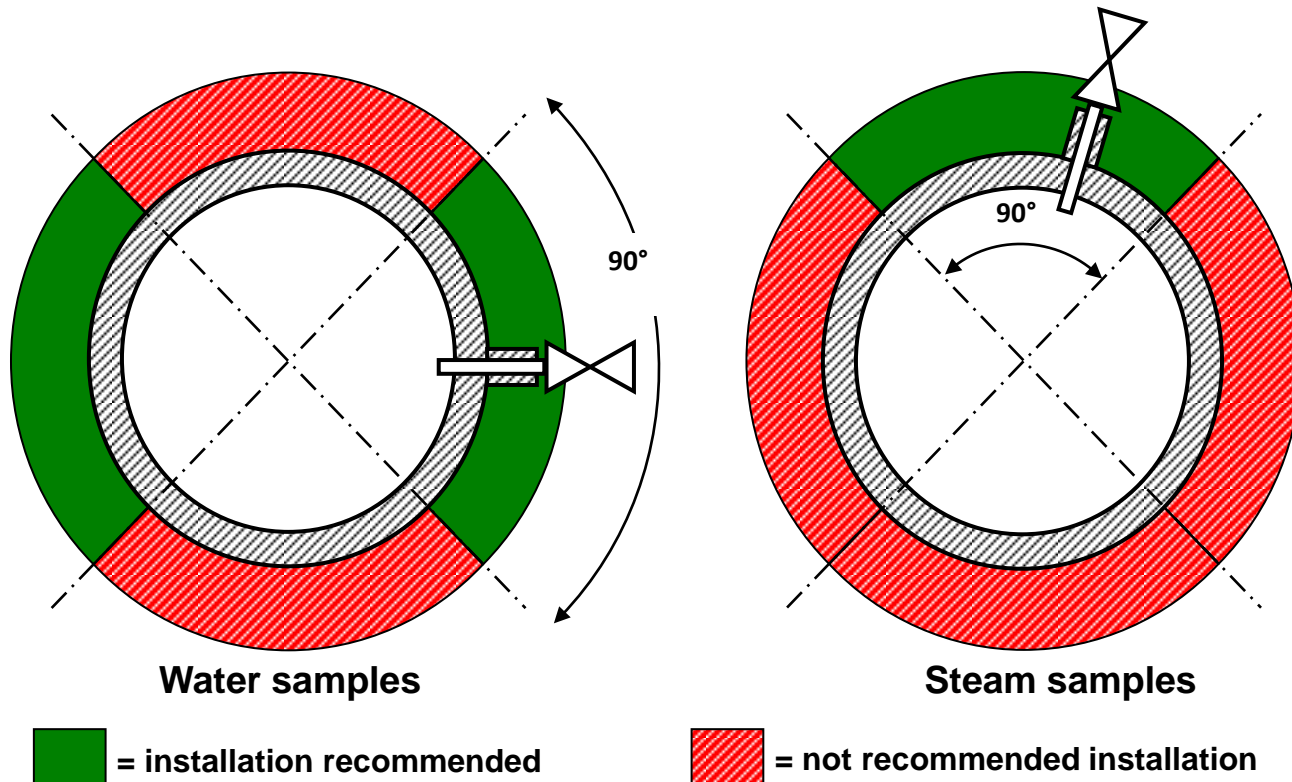 90°
90°
Water samples
Steam samples
= installation recommended
= not recommended installation